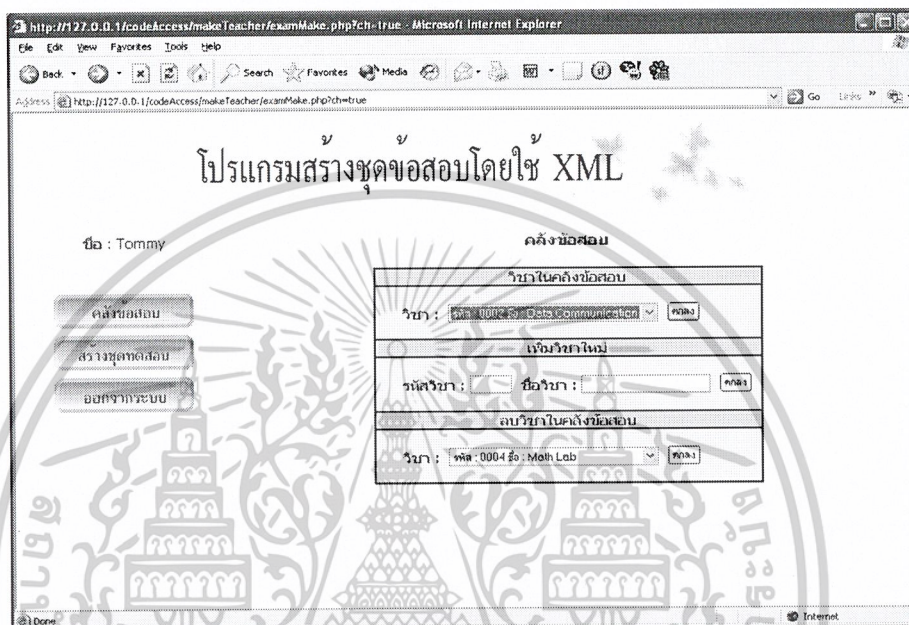 http://127.0.0.1/codeAccess/makeTeacher/examMake.php?ch=true - Microsoft Internet Explorer
File Edit View Favorites Tools Help
Back Search Favorites Media
Address http://127.0.0.1/codeAccess/makeTeacher/examMake.php?ch=true Go Links »
โปรแกรมสร้างชุดข้อสอบโดยใช้ XML
ชื่อ : Tommy
คลังข้อสอบ
คลังข้อสอบ
สร้างชุดทดสอบ
ออกจากระบบ
วิชาในคลังข้อสอบ
วิชา : รหัส : 0002 ชื่อ : Data Communication ตกลง
เพิ่มวิชาใหม่
รหัสวิชา : ชื่อวิชา : ตกลง
ลบวิชาในคลังข้อสอบ
วิชา : รหัส : 0004 ชื่อ : Math Lab ตกลง
Done Internet